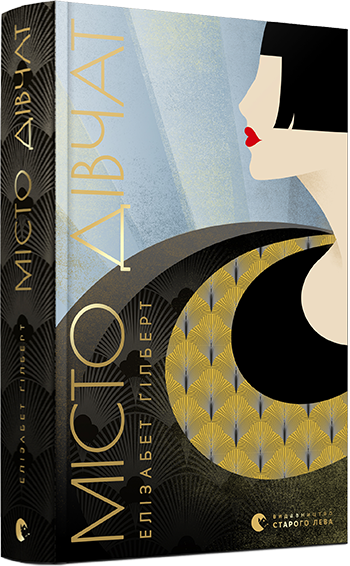 МІСТО ДІВЧАТ
ЕЛІЗАБЕТ ГІЛБЕРТ
МІСТО
ДІВЧАТ
ЕЛІЗАБЕТ ГІЛБЕРТ
ВИДАВНИЦТВО
СТАРОГО ЛЕВА